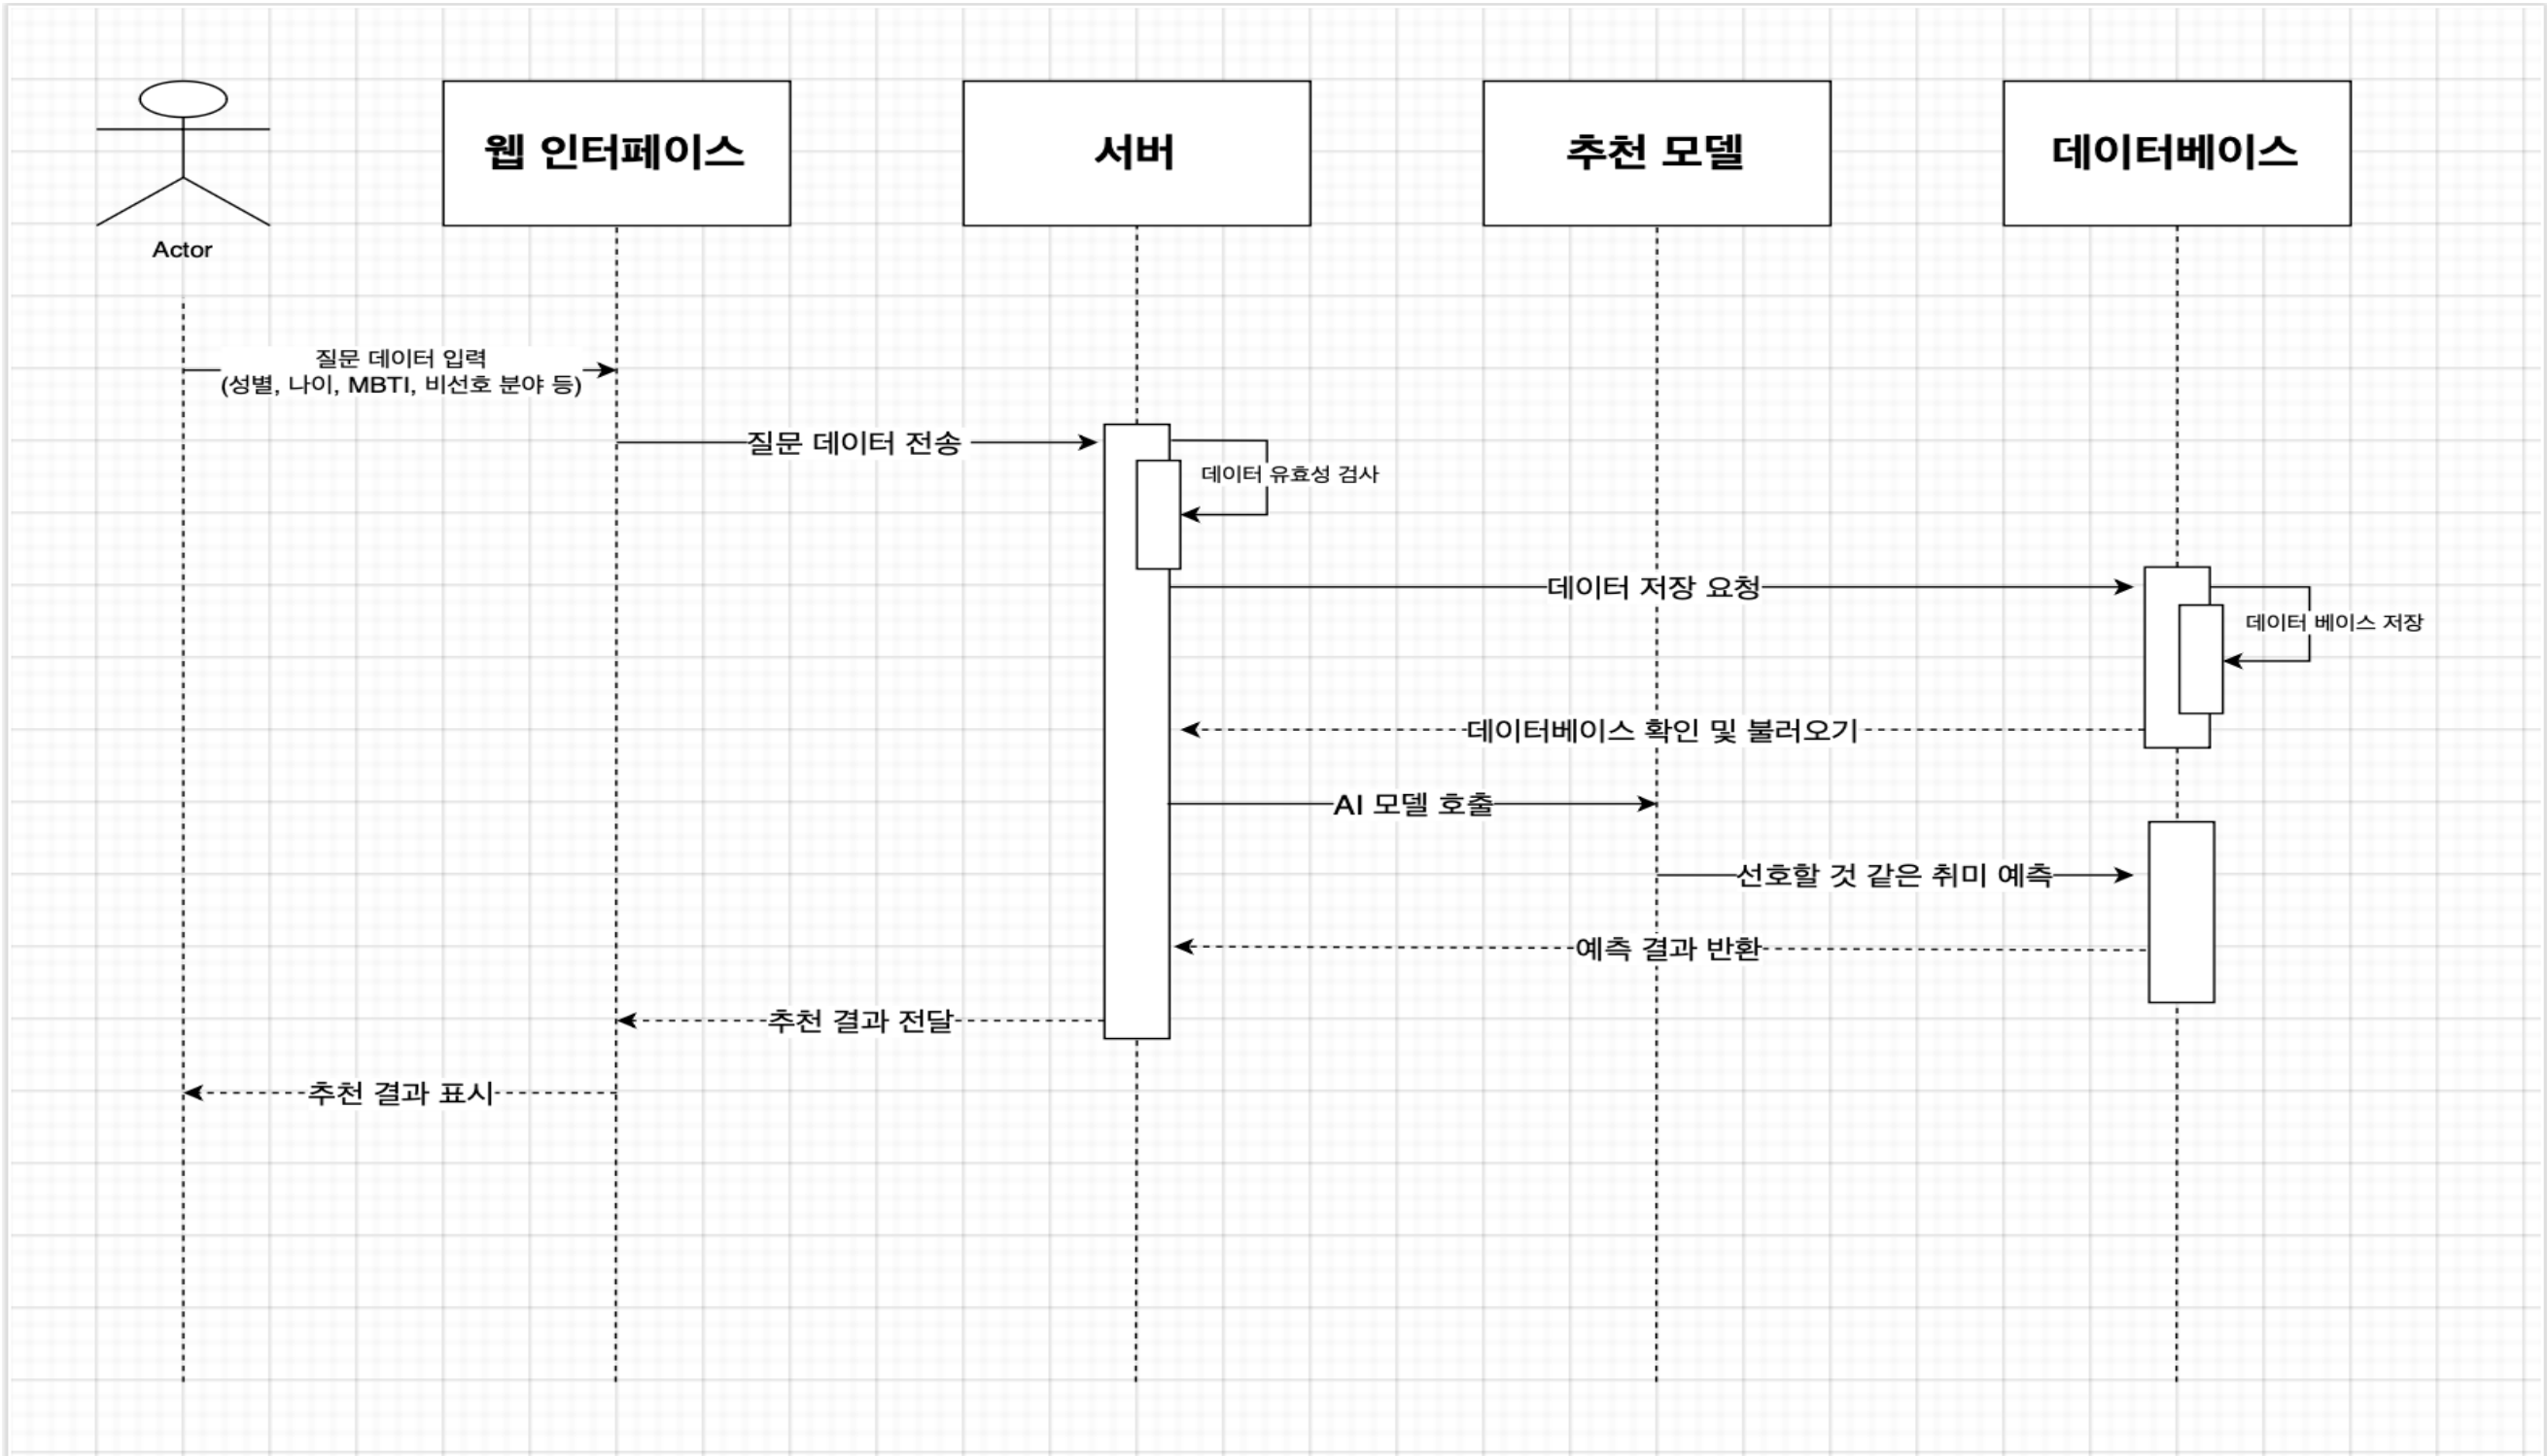 웹 인터페이스
서버
추천 모델
데이터베이스
Actor
질문 데이터 입력
(성별, 나이, MBTI, 비선호 분야 등)
질문 데이터 전송
데이터 유효성 검사
데이터 저장 요청
데이터 베이스 저장
데이터베이스 확인 및 불러오기
AI 모델 호출
선호할 것 같은 취미 예측
예측 결과 반환
추천 결과 전달
추천 결과 표시